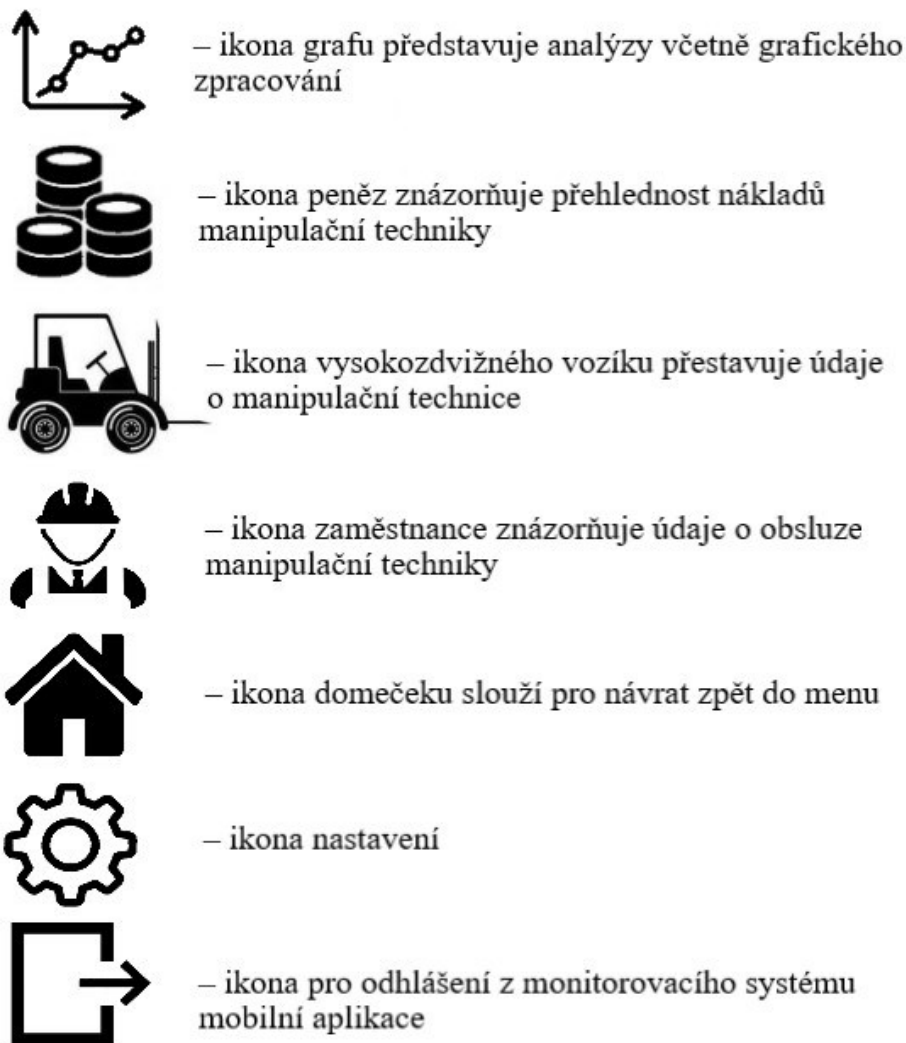 – ikona grafu představuje analýzy včetně grafického
zpracování
– ikona peněz znázorňuje přehlednost nákladů
manipulační techniky
– ikona vysokozdvižného vozíku přestavuje údaje
o manipulační technice
– ikona zaměstnance znázorňuje údaje o obsluze
manipulační techniky
– ikona domečeku slouží pro návrat zpět do menu
– ikona nastavení
– ikona pro odhlášení z monitorovacího systému
mobilní aplikace